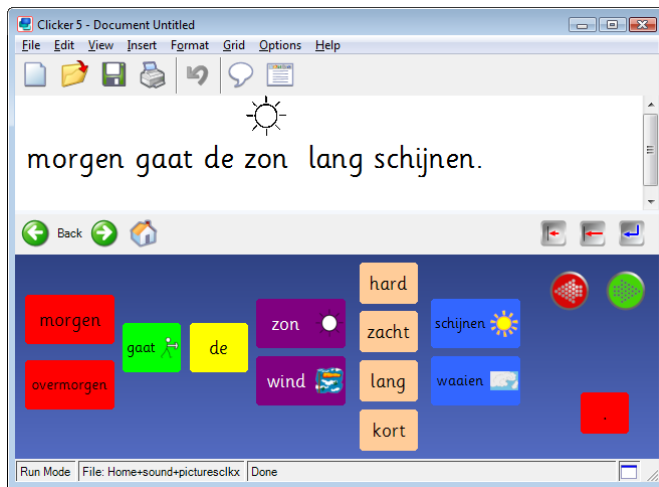 Clicker 5 - Document Untitled
File Edit View Insert Format Grid Options Help
morgen gaat de zon lang schijnen.
Back
morgen
overmorgen
gaat
de
zon
wind
hard
zacht
lang
kort
schijnen
waaien
.
Run Mode File: Home+sound+picturesclkx Done